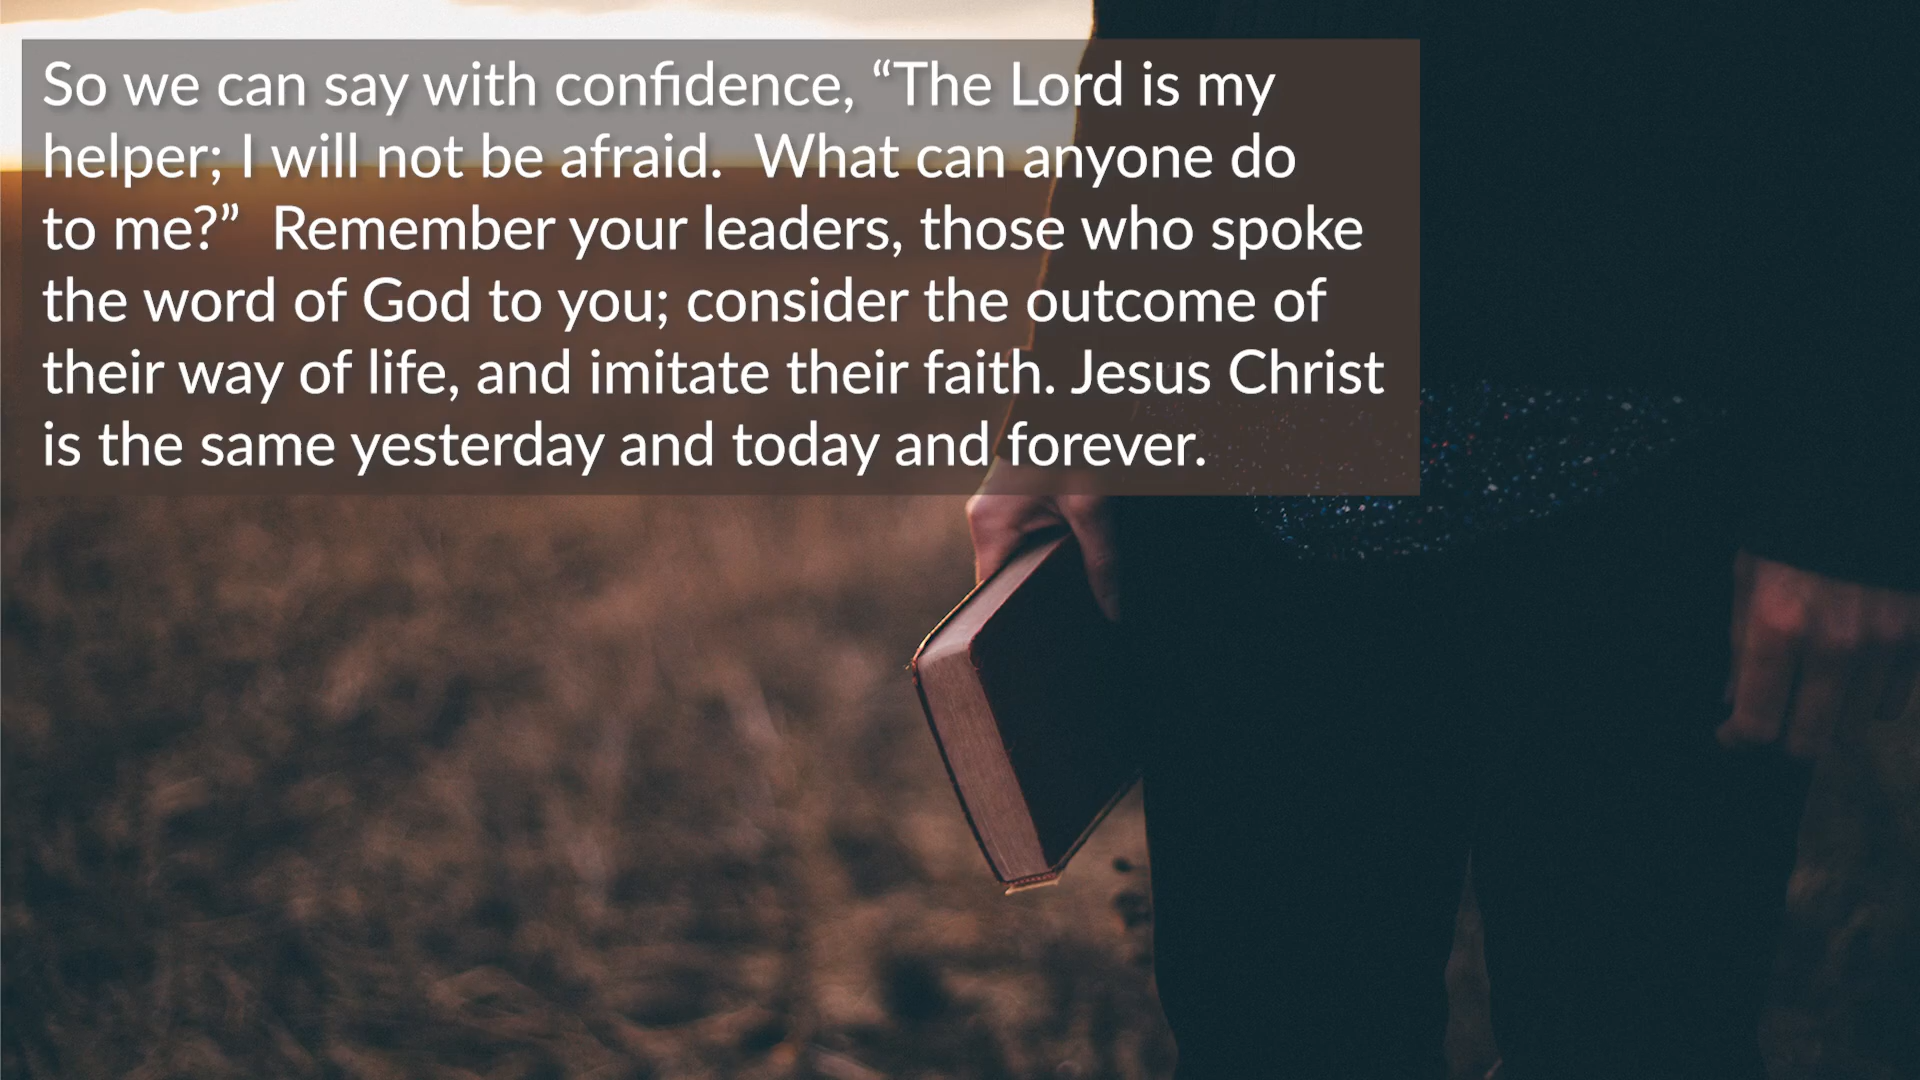 So we can say with confidence, “The Lord is my
helper; I will not be afraid.  What can anyone do
to me?”  Remember your leaders, those who spoke
the word of God to you; consider the outcome of
their way of life, and imitate their faith. Jesus Christ
is the same yesterday and today and forever.